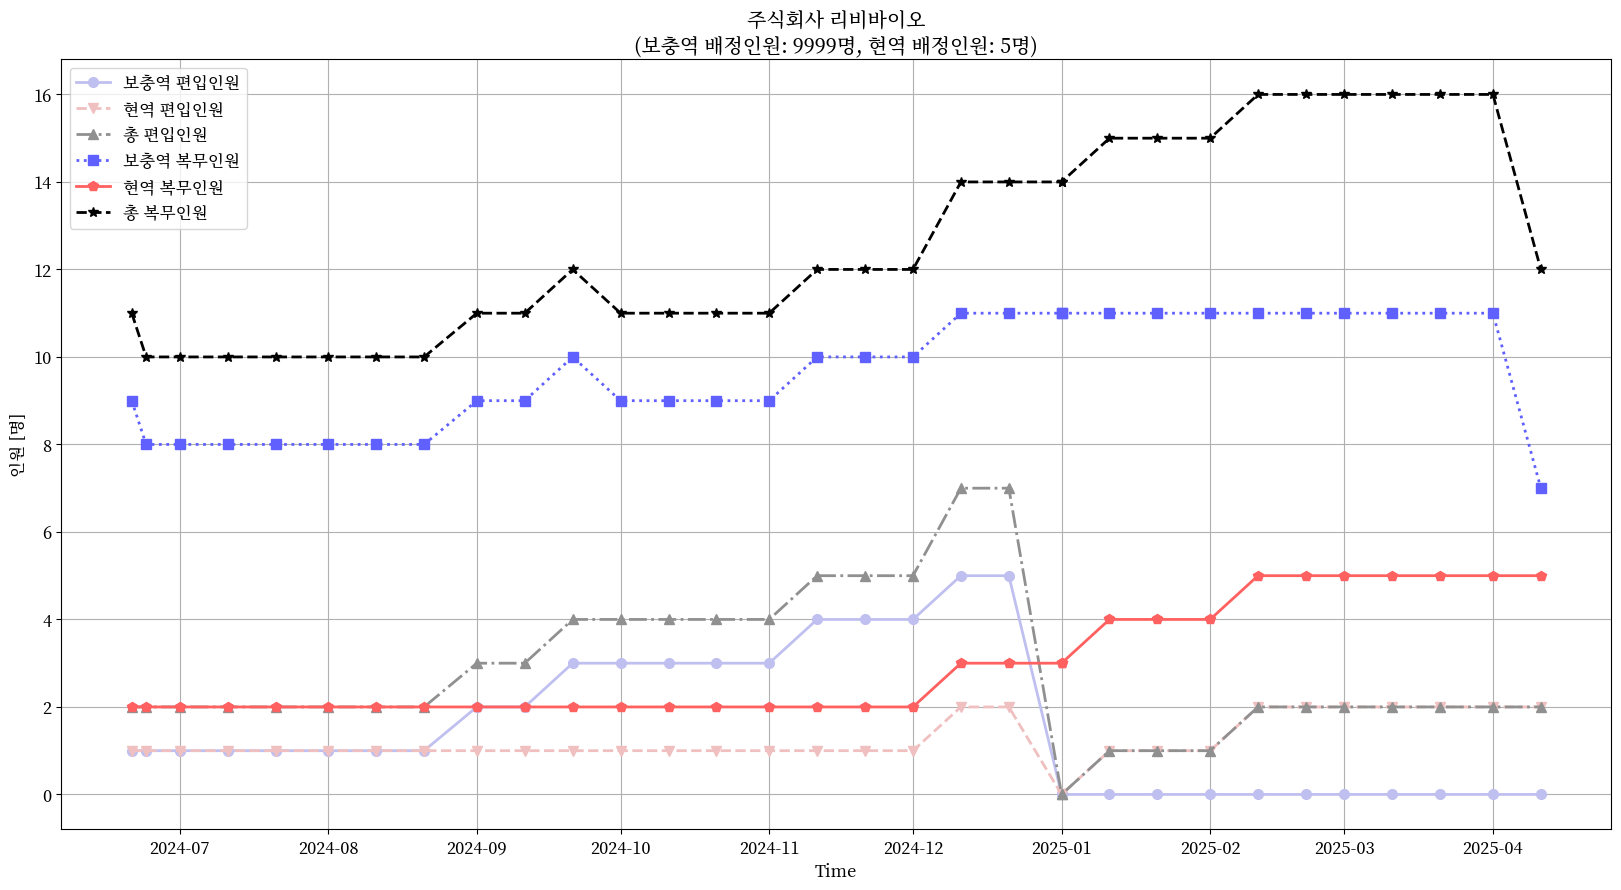 주식회사 리비바이오
(보충역 배정인원: 9999명, 현역 배정인원: 5명)
보충역 편입인원
현역 편입인원
총 편입인원
보충역 복무인원
현역 복무인원
총 복무인원
인원 [명]
16
14
12
10
8
6
4
2
0
2024-07
2024-08
2024-09
2024-10
2024-11
2024-12
2025-01
2025-02
2025-03
2025-04
Time